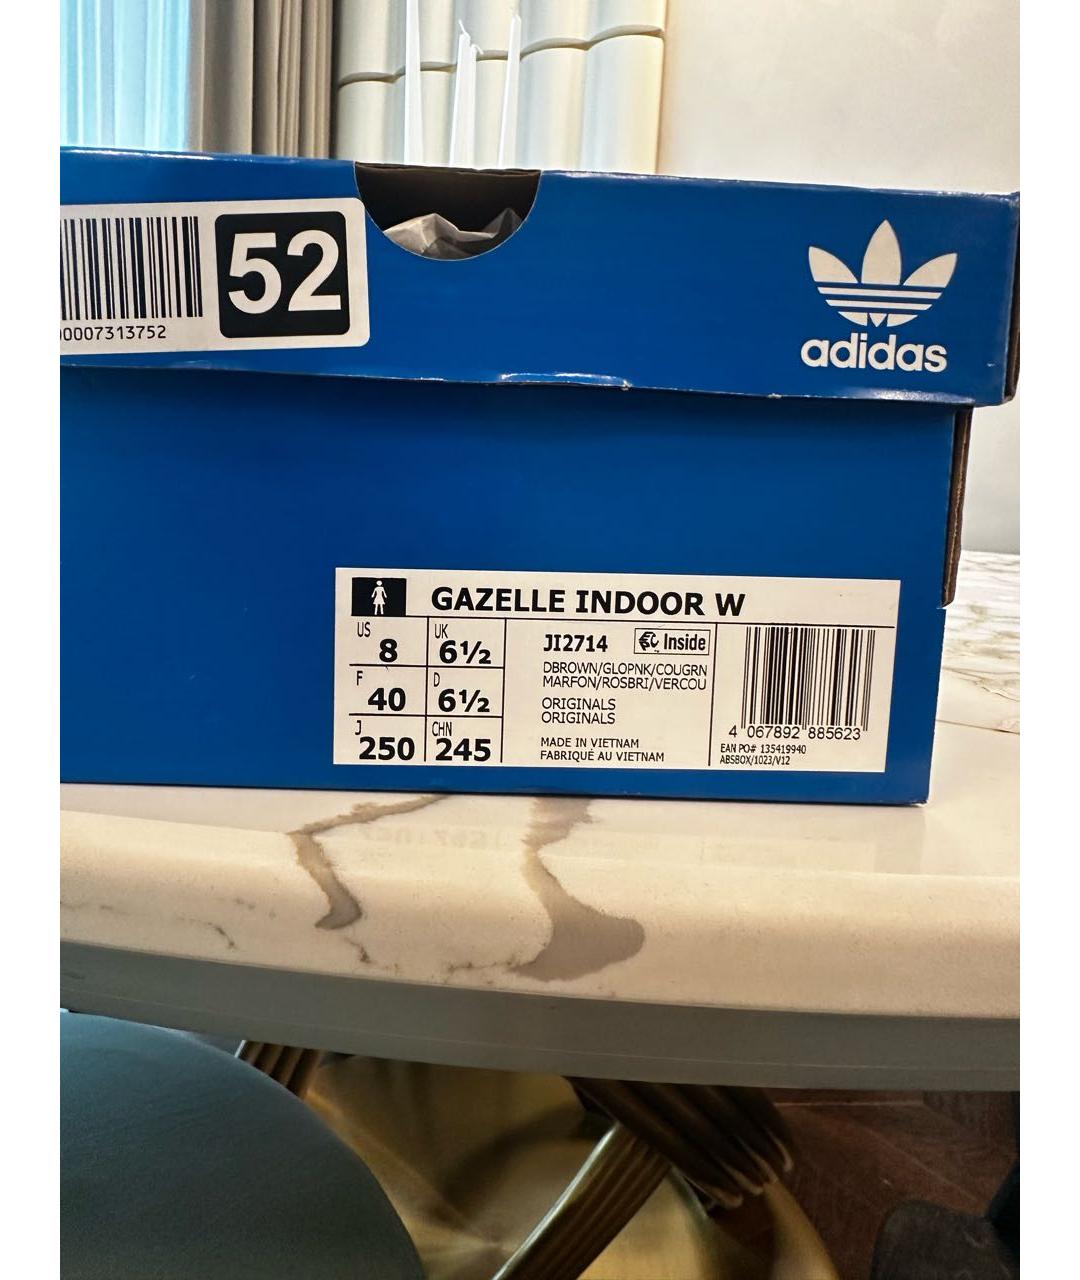 52
00007313752
adidas
GAZELLE INDOOR W
US 8 UK 6½
F 40 D 6½
J 250 CHN 245
JI2714 Inside
DBROWN/GLOPNK/COUGRN
MARFON/ROSBRI/VERCOU
ORIGINALS
ORIGINALS
MADE IN VIETNAM
FABRIQUÉ AU VIETNAM
4 067892 885623
EAN PO# 135419940
ABSBOX/1023/V12